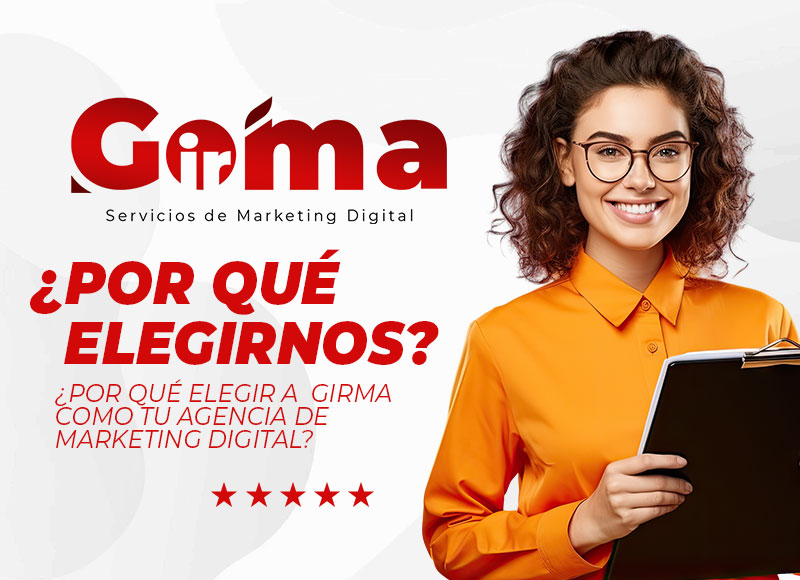 Girma
Servicios de Marketing Digital
¿POR QUÉ
ELEGIRNOS?
¿POR QUÉ ELEGIR A GIRMA
COMO TU AGENCIA DE
MARKETING DIGITAL?